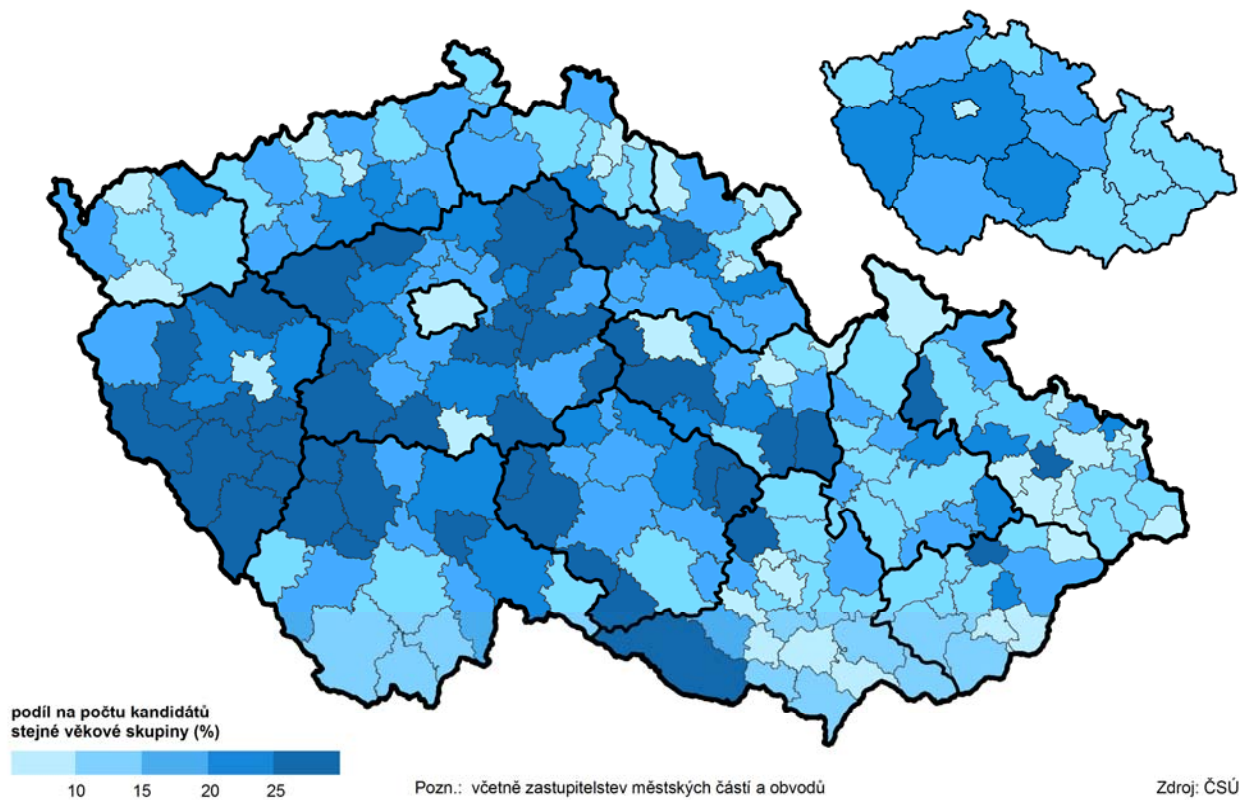 podíl na počtu kandidátů
stejné věkové skupiny (%)
10 15 20 25
Pozn.: včetně zastupitelstev městských částí a obvodů
Zdroj: ČSÚ